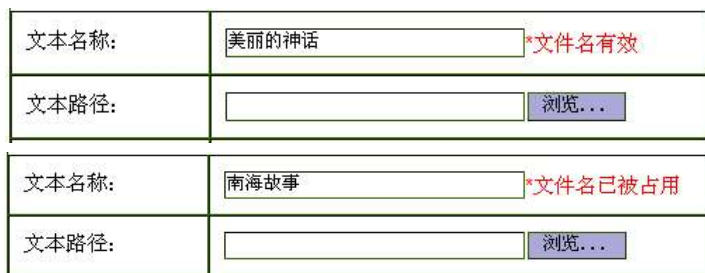 文本名称: 美丽的神话 *文件名有效
文本路径: 浏览...
文本名称: 南海故事 *文件名已被占用
文本路径: 浏览...